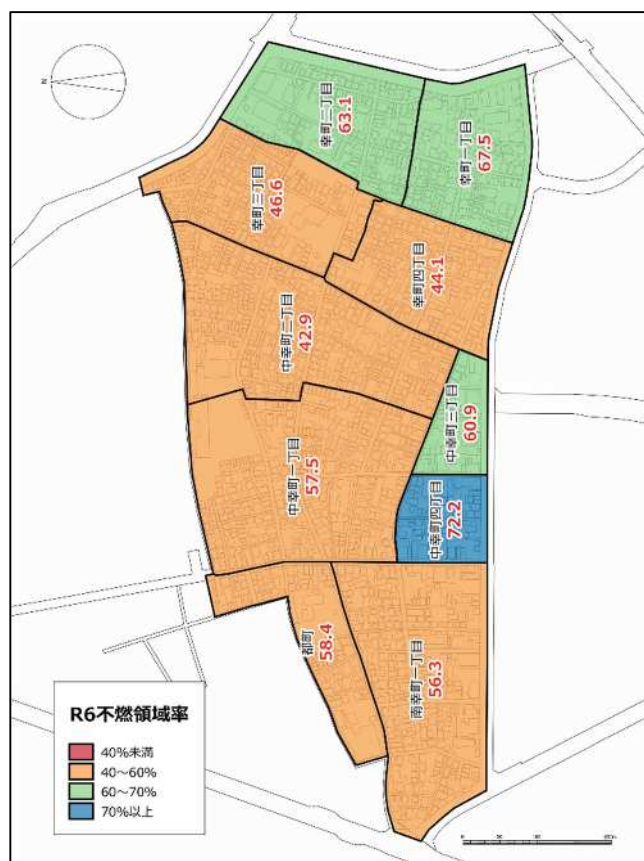 N
幸町二丁目
63.1
幸町一丁目
67.5
幸町三丁目
46.6
幸町四丁目
44.1
中幸町二丁目
42.9
中幸町三丁目
60.9
中幸町一丁目
57.5
中幸町四丁目
72.2
都町
58.4
南幸町一丁目
56.3
R6不燃領域率
40%未満
40～60%
60～70%
70%以上